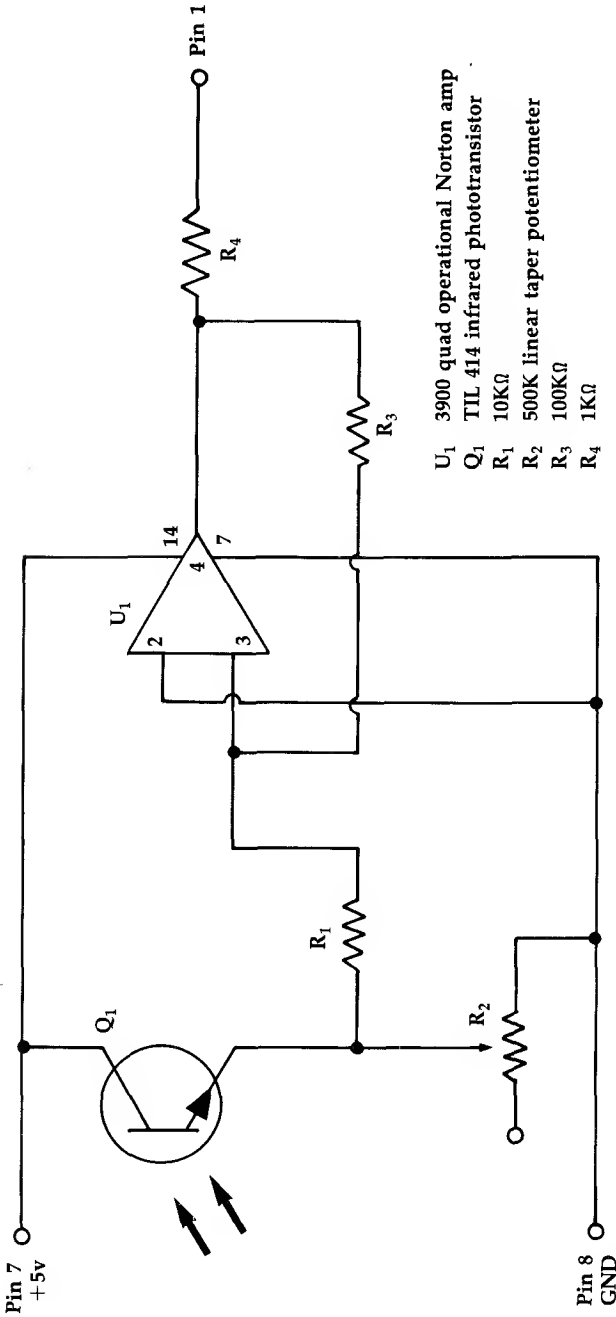 Pin 7
+5v
Q₁
U₁
14
2
4
3
7
R₄
Pin 1
R₃
R₁
R₂
Pin 8
GND
U₁ 3900 quad operational Norton amp
Q₁ TIL 414 infrared phototransistor
R₁ 10KΩ
R₂ 500K linear taper potentiometer
R₃ 100KΩ
R₄ 1KΩ